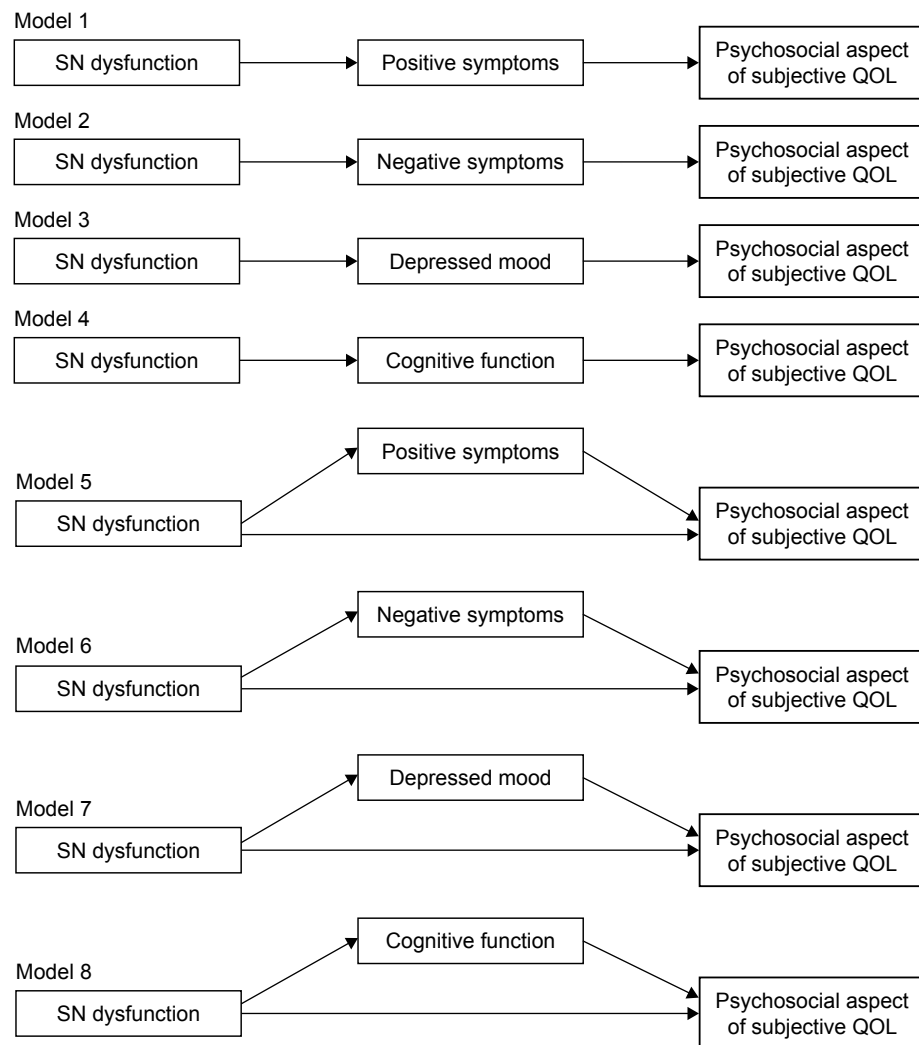 Model 1
SN dysfunction
Positive symptoms
Psychosocial aspect
of subjective QOL
Model 2
SN dysfunction
Negative symptoms
Psychosocial aspect
of subjective QOL
Model 3
SN dysfunction
Depressed mood
Psychosocial aspect
of subjective QOL
Model 4
SN dysfunction
Cognitive function
Psychosocial aspect
of subjective QOL
Positive symptoms
Model 5
SN dysfunction
Psychosocial aspect
of subjective QOL
Negative symptoms
Model 6
SN dysfunction
Psychosocial aspect
of subjective QOL
Depressed mood
Model 7
SN dysfunction
Psychosocial aspect
of subjective QOL
Cognitive function
Model 8
SN dysfunction
Psychosocial aspect
of subjective QOL